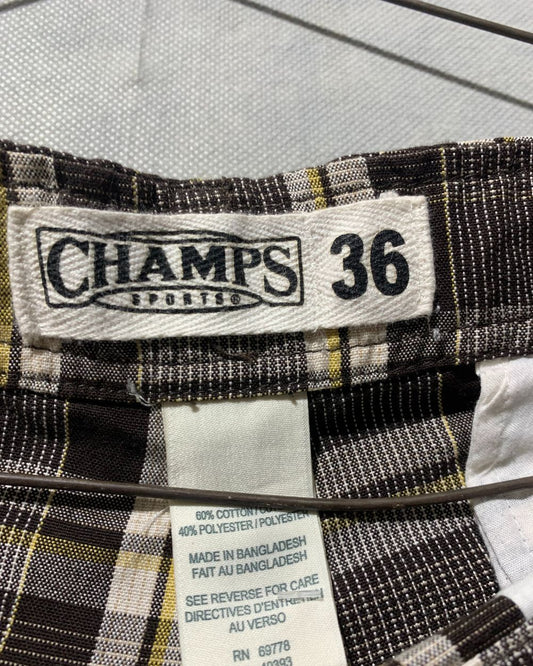 CHAMPS
SPORTS®
36
60% COTTON
40% POLYESTER / POLYESTER
MADE IN BANGLADESH
FAIT AU BANGLADESH
SEE REVERSE FOR CARE
DIRECTIVES D'ENTRETIEN
AU VERSO
RN 69778